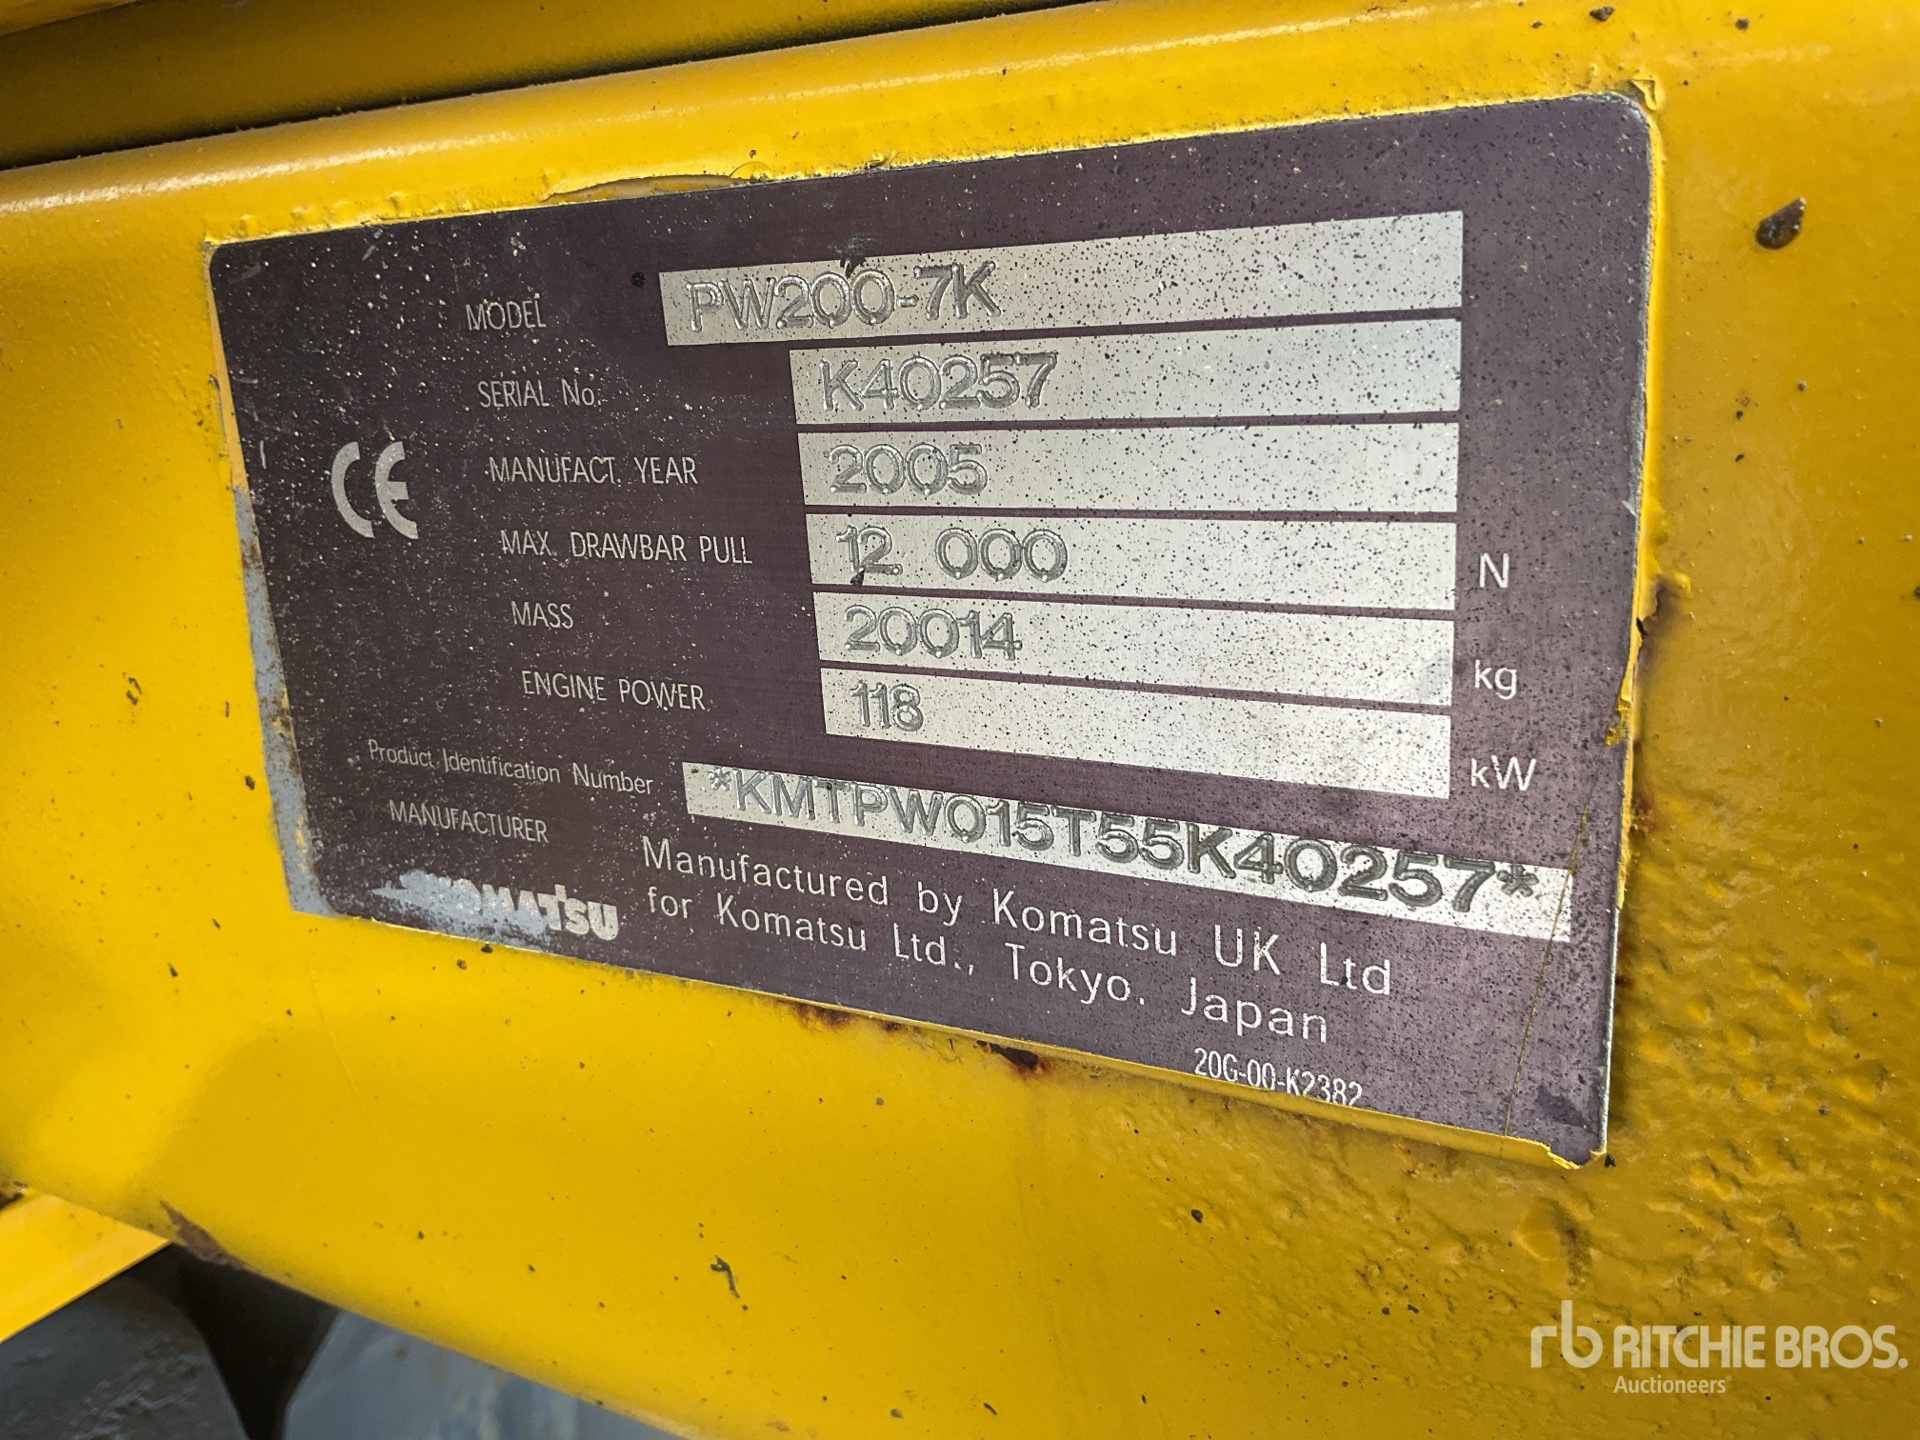 MODEL PW200-7K
SERIAL No. K40257
MANUFACT. YEAR 2005
CE
MAX. DRAWBAR PULL 12 000 N
MASS 20014 kg
ENGINE POWER 118 kW
Product Identification Number *KMTPW015T55K40257*
MANUFACTURER
KOMATSU
Manufactured by Komatsu UK Ltd
for Komatsu Ltd., Tokyo. Japan
20G-00-K2382
rb RITCHIE BROS.
Auctioneers